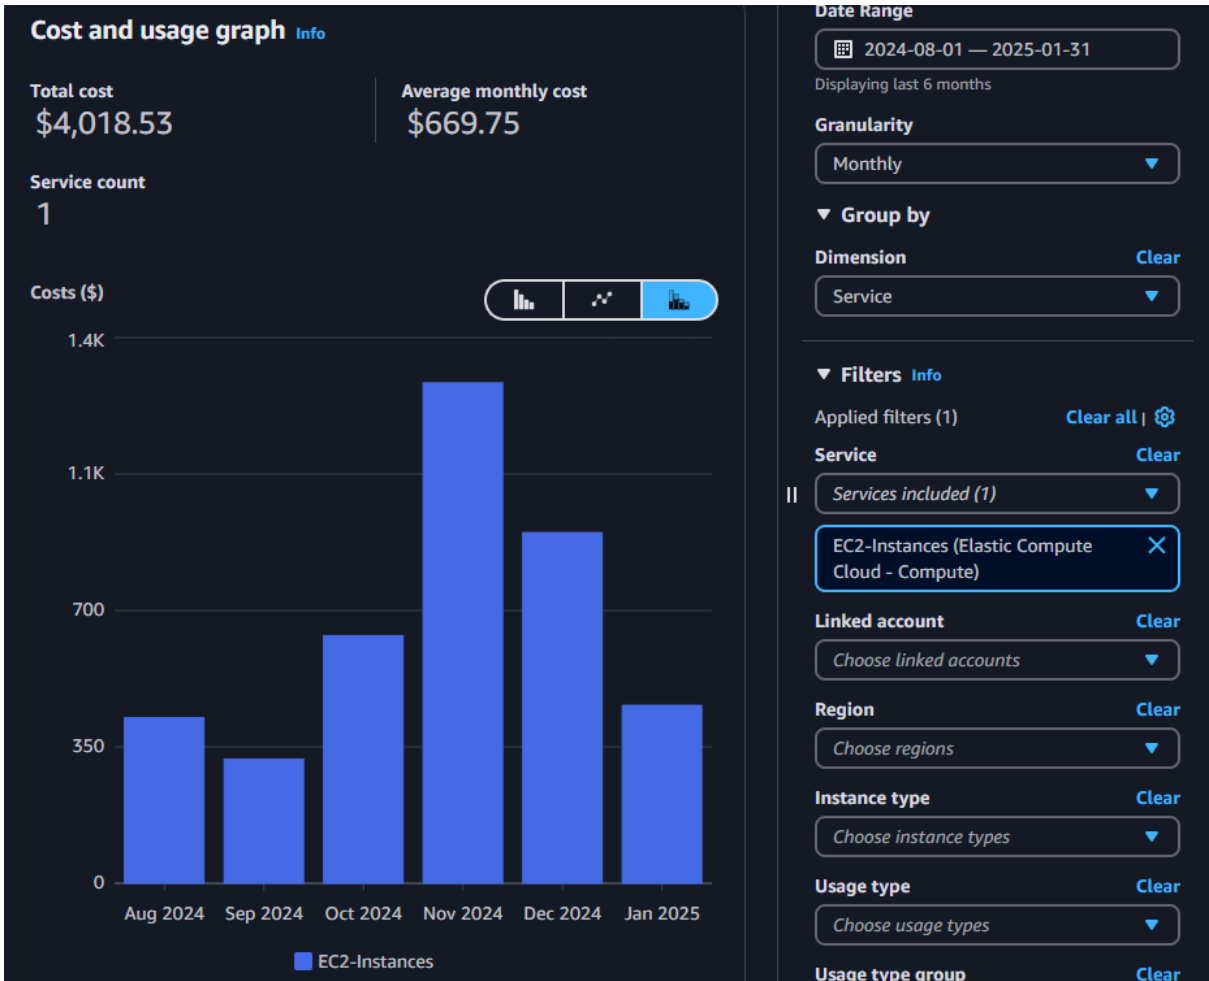 Cost and usage graph Info
Total cost
$4,018.53
Average monthly cost
$669.75
Service count
1
Costs ($)
1.4K
1.1K
700
350
0
Aug 2024 Sep 2024 Oct 2024 Nov 2024 Dec 2024 Jan 2025
EC2-Instances
Date Range
2024-08-01 — 2025-01-31
Displaying last 6 months
Granularity
Monthly
Group by
Dimension Clear
Service
Filters Info
Applied filters (1) Clear all |
Service Clear
Services included (1)
EC2-Instances (Elastic Compute
Cloud - Compute)
Linked account Clear
Choose linked accounts
Region Clear
Choose regions
Instance type Clear
Choose instance types
Usage type Clear
Choose usage types
Usage type group Clear